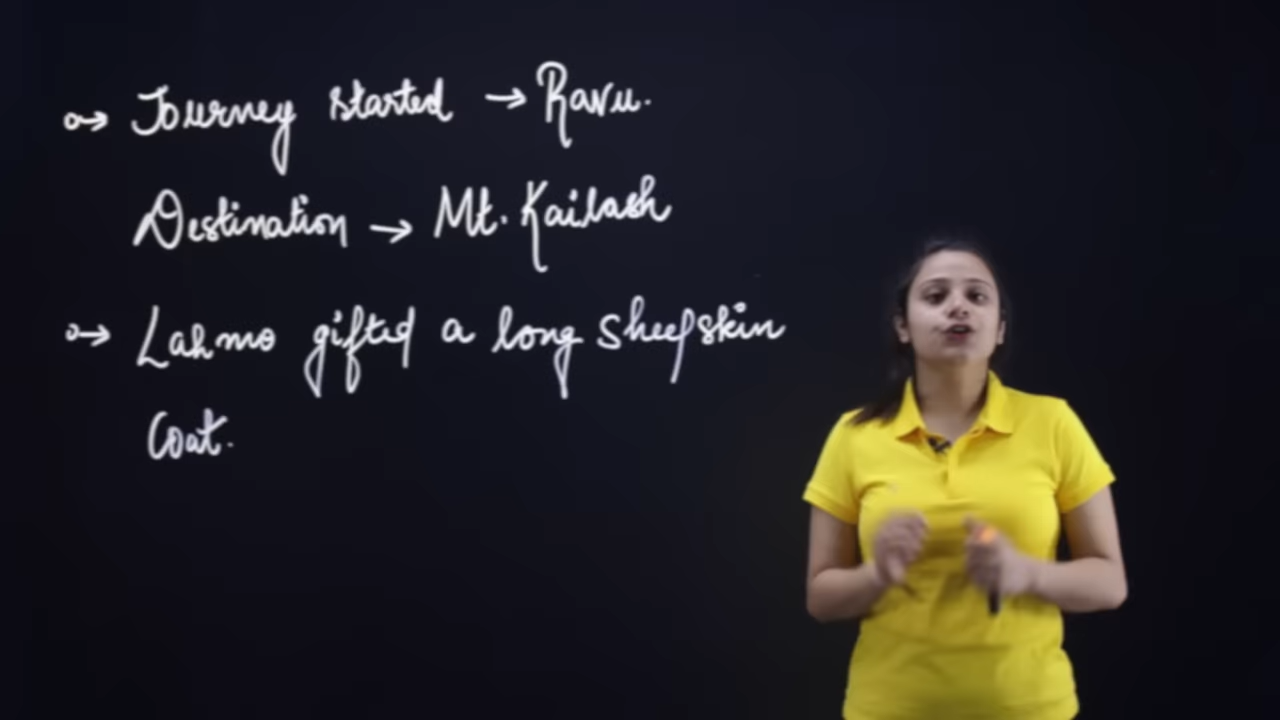 Journey started → Ravu.
Destination → Mt. Kailash
Lahmo gifted a long sheepskin
Coat.